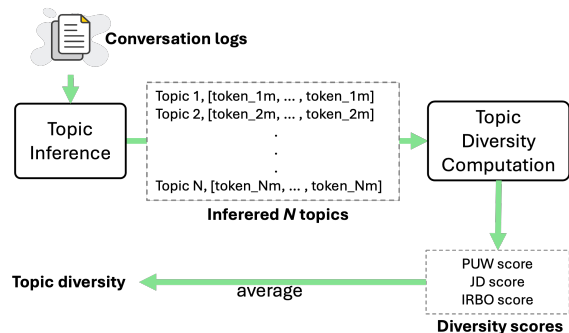 Conversation logs
Topic
Inference
Topic 1, [token_1m, ... , token_1m]
Topic 2, [token_2m, ... , token_2m]
.
.
.
Topic N, [token_Nm, ... , token_Nm]
Inferered N topics
Topic
Diversity
Computation
PUW score
JD score
IRBO score
Diversity scores
average
Topic diversity